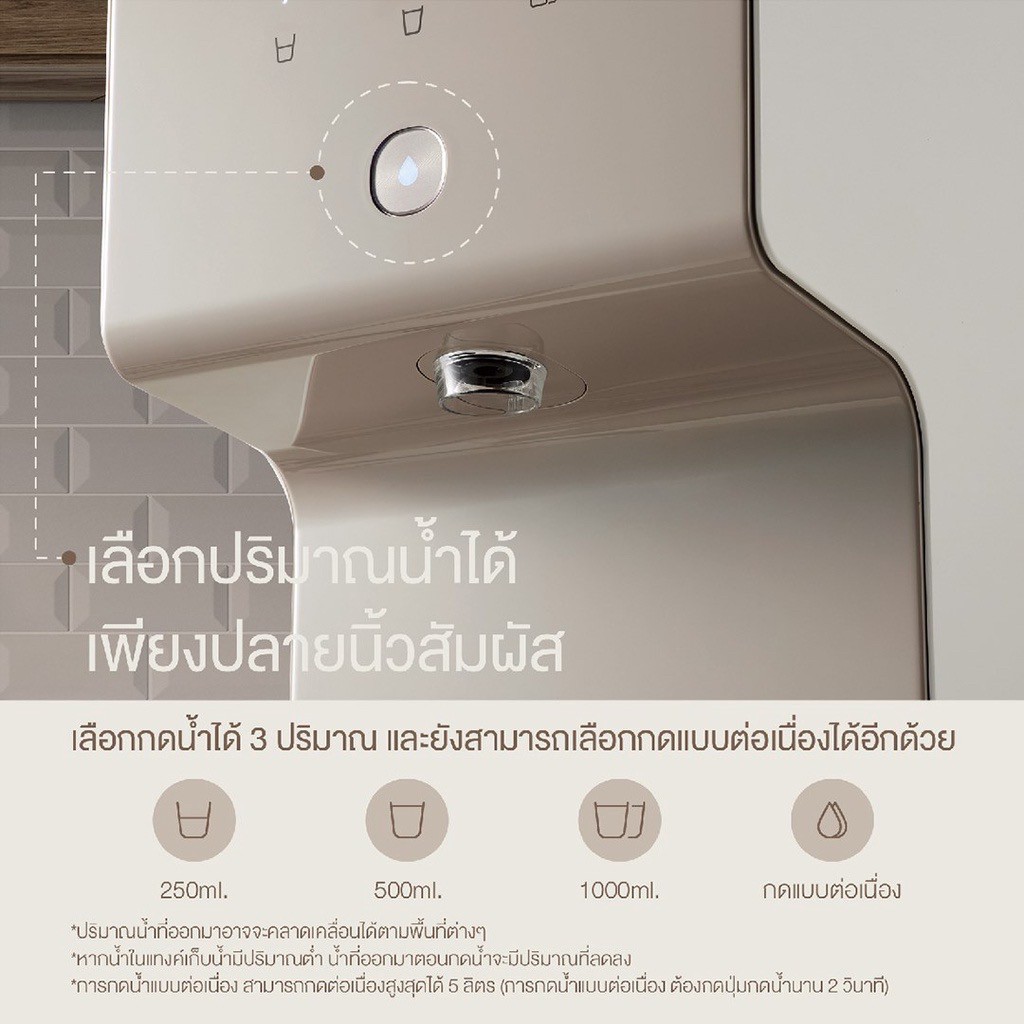 เลือกปริมาณน้ำได้
เพียงปลายนิ้วสัมผัส
เลือกกดน้ำได้ 3 ปริมาณ และยังสามารถเลือกกดแบบต่อเนื่องได้อีกด้วย
250ml. 500ml. 1000ml. กดแบบต่อเนื่อง
*ปริมาณน้ำที่ออกมาอาจจะคลาดเคลื่อนได้ตามพื้นที่ต่างๆ
*หากน้ำในแทงค์เก็บน้ำมีปริมาณต่ำ น้ำที่ออกมาตอนกดน้ำจะมีปริมาณที่ลดลง
*การกดน้ำแบบต่อเนื่อง สามารถกดต่อเนื่องสูงสุดได้ 5 ลิตร (การกดน้ำแบบต่อเนื่อง ต้องกดปุ่มกดน้ำนาน 2 วินาที)